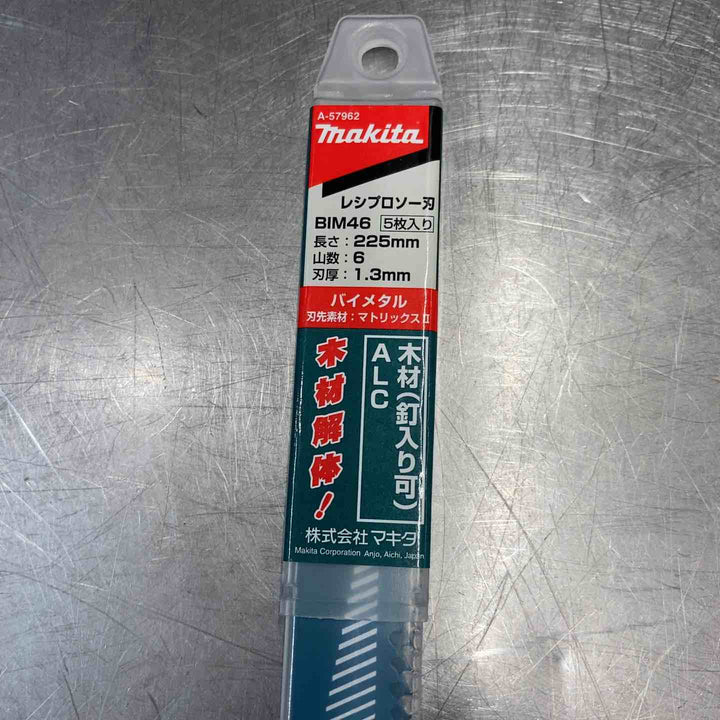 A-57962
makita
レシプロソー刃
BIM46 5枚入り
長さ：225mm
山数：6
刃厚：1.3mm
バイメタル
刃先素材：マトリックスⅡ
木材解体！
木材(釘入り可)
ALC
株式会社マキタ
Makita Corporation Anjo, Aichi, Japan